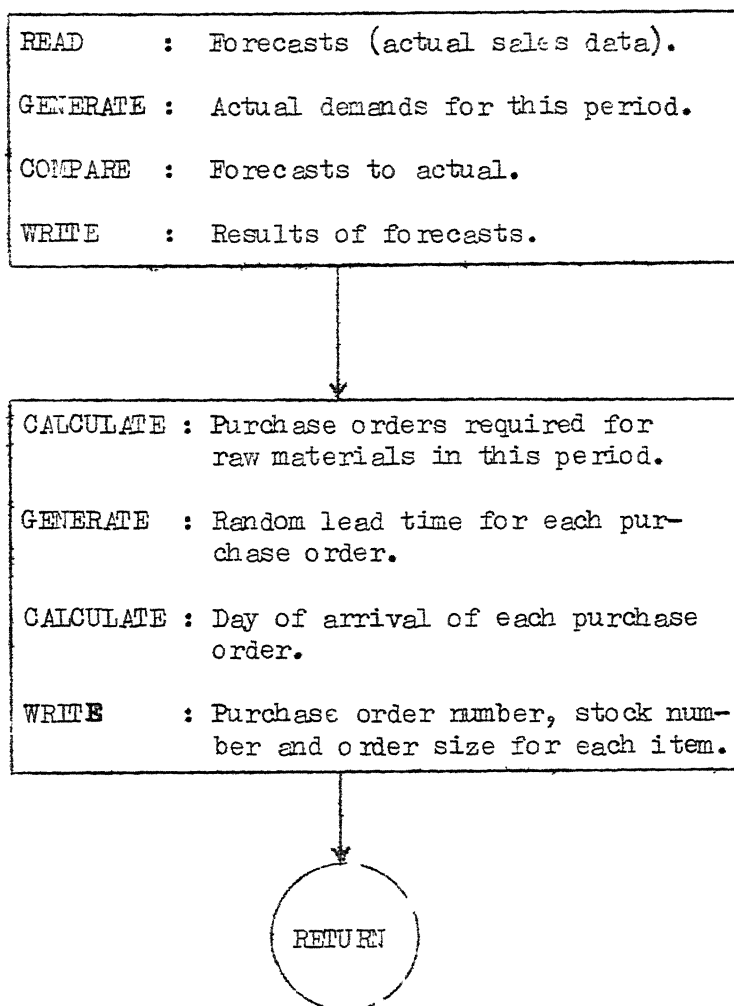 READ : Forecasts (actual sales data).
GENERATE : Actual demands for this period.
COMPARE : Forecasts to actual.
WRITE : Results of forecasts.
CALCULATE : Purchase orders required for
raw materials in this period.
GENERATE : Random lead time for each pur-
chase order.
CALCULATE : Day of arrival of each purchase
order.
WRITE : Purchase order number, stock num-
ber and order size for each item.
RETURN